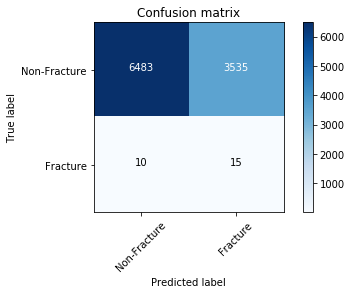 Confusion matrix
True label
Non-Fracture
6483 3535
Fracture
10 15
Non-Fracture
Fracture
Predicted label
6000
5000
4000
3000
2000
1000